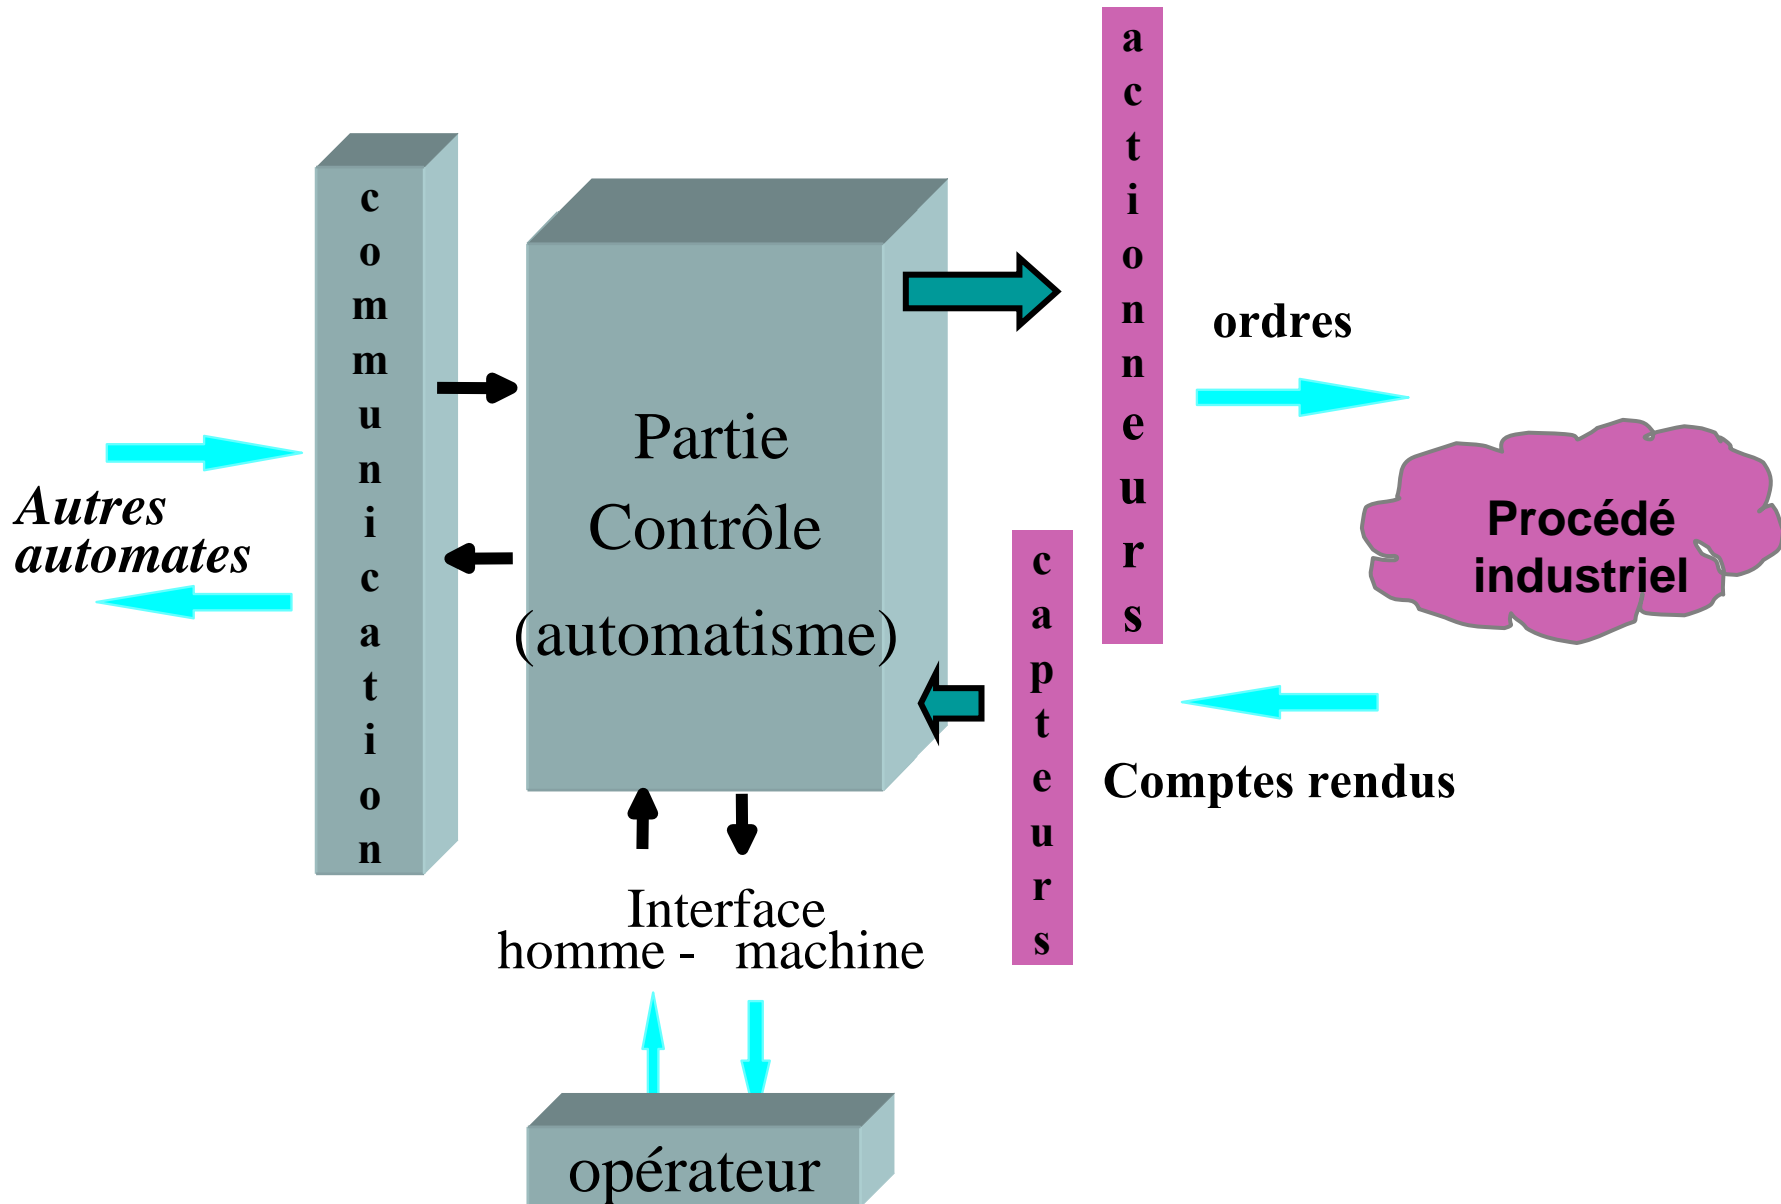 communication
Autres
automates
Partie
Contrôle
(automatisme)
actionneurs
ordres
Procédé
industriel
capteurs
Comptes rendus
Interface
homme - machine
opérateur